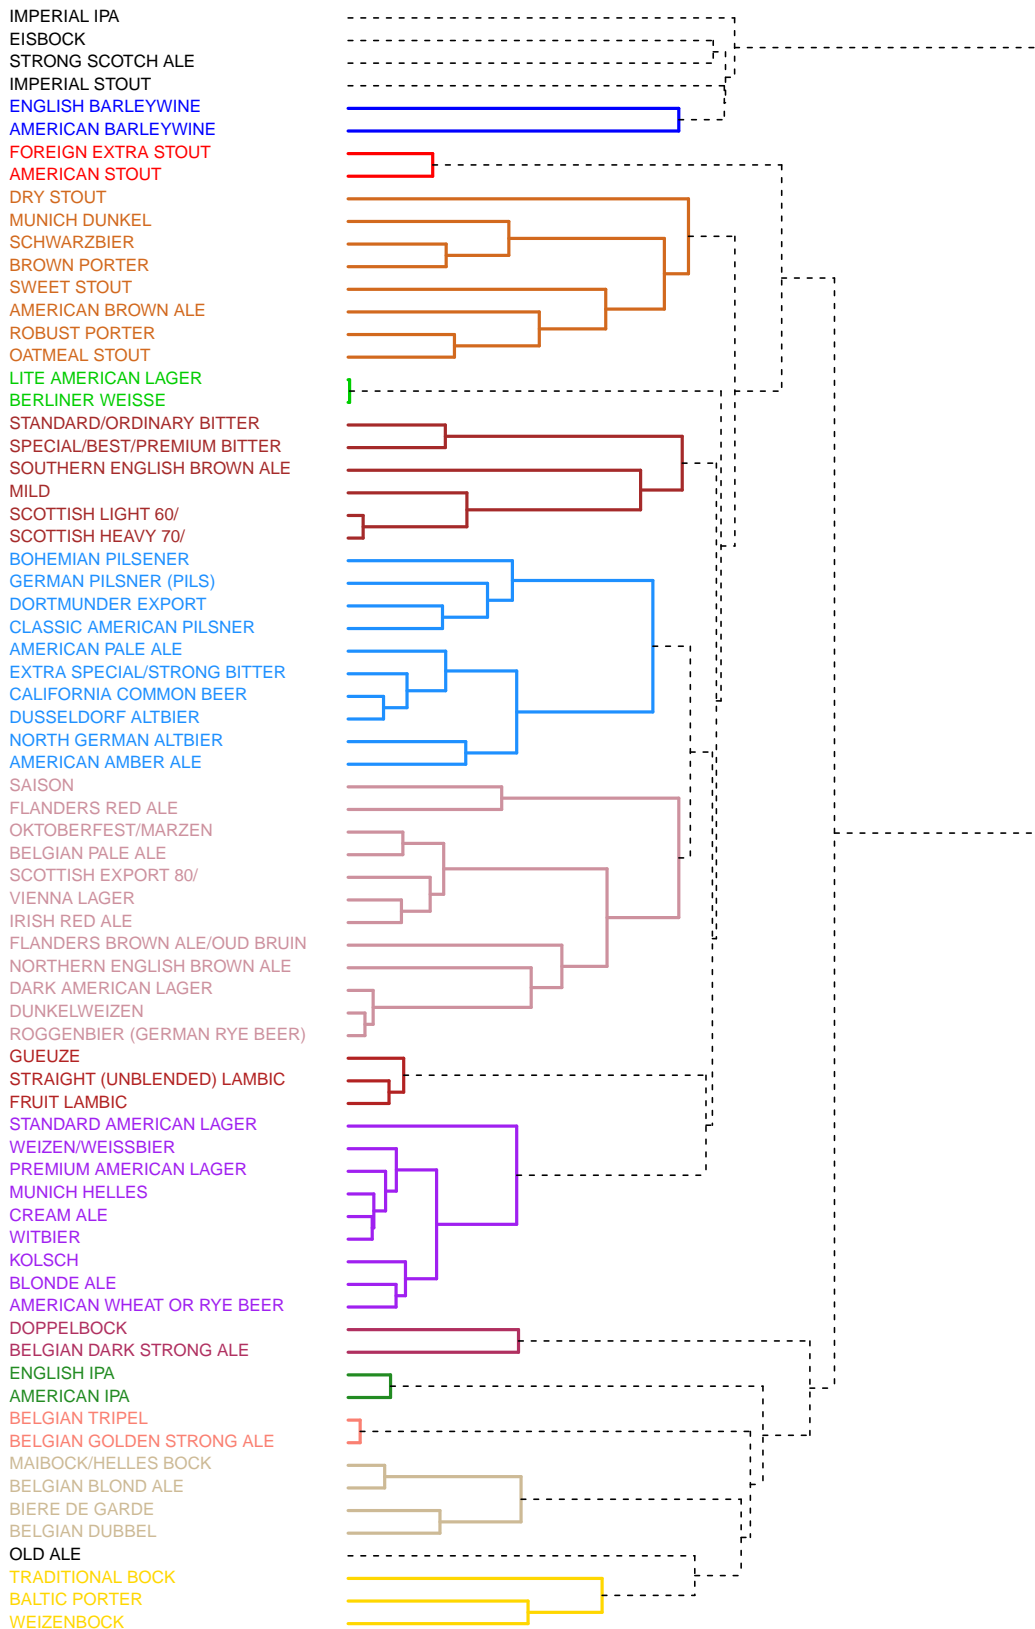 IMPERIAL IPA
EISBOCK
STRONG SCOTCH ALE
IMPERIAL STOUT
ENGLISH BARLEYWINE
AMERICAN BARLEYWINE
FOREIGN EXTRA STOUT
AMERICAN STOUT
DRY STOUT
MUNICH DUNKEL
SCHWARZBIER
BROWN PORTER
SWEET STOUT
AMERICAN BROWN ALE
ROBUST PORTER
OATMEAL STOUT
LITE AMERICAN LAGER
BERLINER WEISSE
STANDARD/ORDINARY BITTER
SPECIAL/BEST/PREMIUM BITTER
SOUTHERN ENGLISH BROWN ALE
MILD
SCOTTISH LIGHT 60/
SCOTTISH HEAVY 70/
BOHEMIAN PILSENER
GERMAN PILSNER (PILS)
DORTMUNDER EXPORT
CLASSIC AMERICAN PILSNER
AMERICAN PALE ALE
EXTRA SPECIAL/STRONG BITTER
CALIFORNIA COMMON BEER
DUSSELDORF ALTBIER
NORTH GERMAN ALTBIER
AMERICAN AMBER ALE
SAISON
FLANDERS RED ALE
OKTOBERFEST/MARZEN
BELGIAN PALE ALE
SCOTTISH EXPORT 80/
VIENNA LAGER
IRISH RED ALE
FLANDERS BROWN ALE/OUD BRUIN
NORTHERN ENGLISH BROWN ALE
DARK AMERICAN LAGER
DUNKELWEIZEN
ROGGENBIER (GERMAN RYE BEER)
GUEUZE
STRAIGHT (UNBLENDED) LAMBIC
FRUIT LAMBIC
STANDARD AMERICAN LAGER
WEIZEN/WEISSBIER
PREMIUM AMERICAN LAGER
MUNICH HELLES
CREAM ALE
WITBIER
KOLSCH
BLONDE ALE
AMERICAN WHEAT OR RYE BEER
DOPPELBOCK
BELGIAN DARK STRONG ALE
ENGLISH IPA
AMERICAN IPA
BELGIAN TRIPEL
BELGIAN GOLDEN STRONG ALE
MAIBOCK/HELLES BOCK
BELGIAN BLOND ALE
BIERE DE GARDE
BELGIAN DUBBEL
OLD ALE
TRADITIONAL BOCK
BALTIC PORTER
WEIZENBOCK